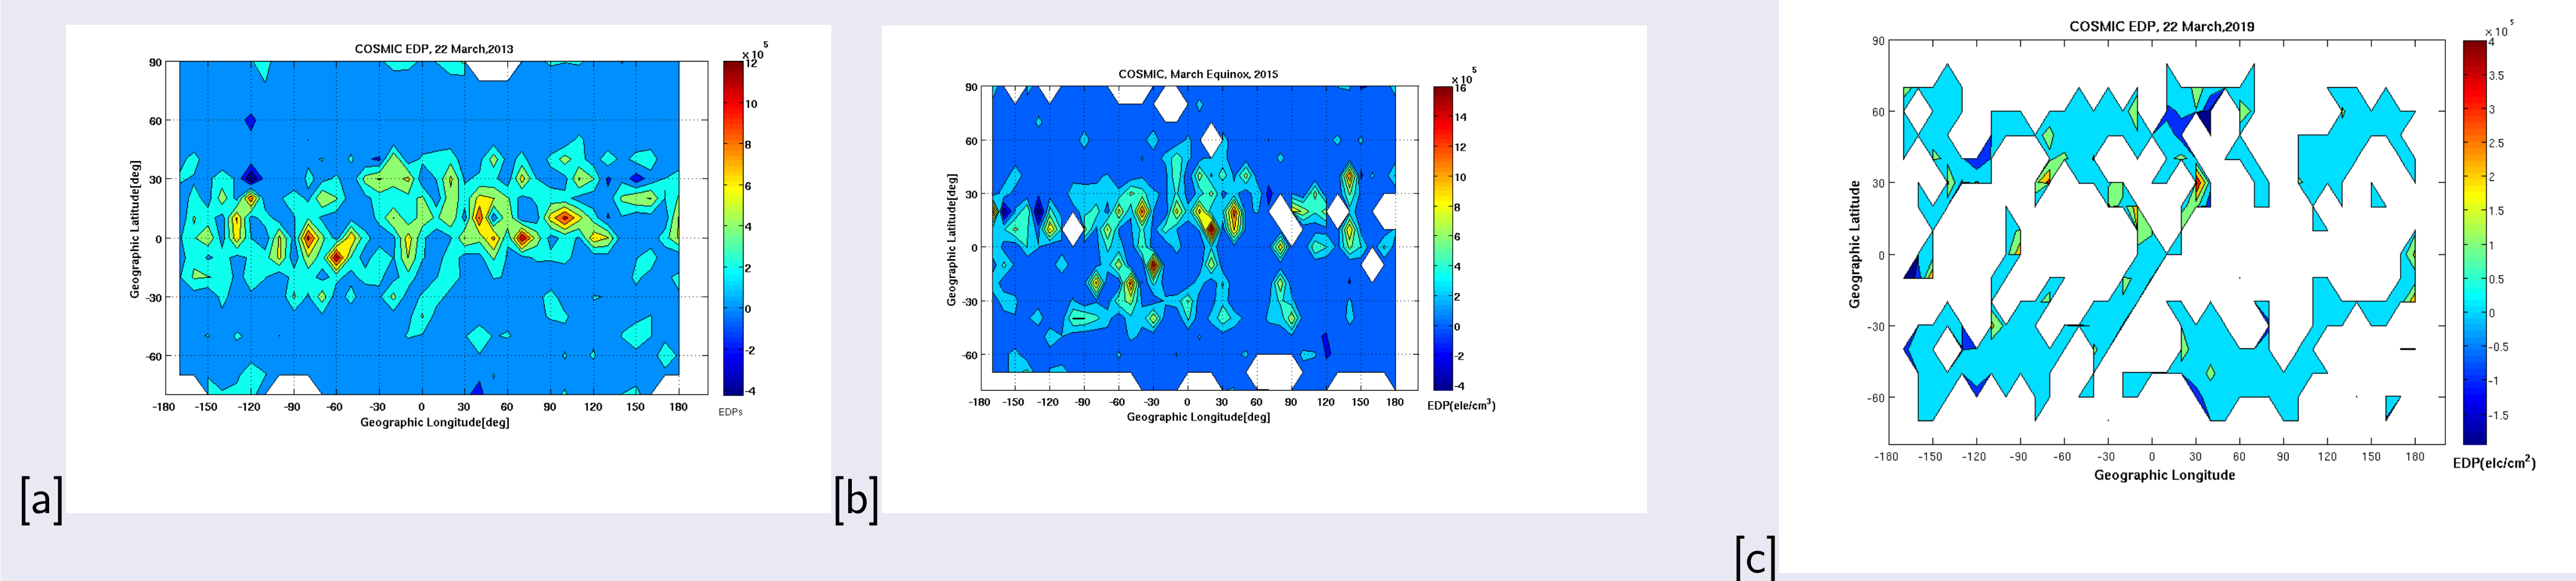 COSMIC EDP, 22 March,2013
×10^5
90
60
30
0
-30
-60
Geographic Latitude[deg]
-180 -150 -120 -90 -60 -30 0 30 60 90 120 150 180
Geographic Longitude[deg]
12
10
8
6
4
2
0
-2
-4
EDPs
[a]
COSMIC, March Equinox, 2015
×10^5
90
60
30
0
-30
-60
Geographic Latitude[deg]
-180 -150 -120 -90 -60 -30 0 30 60 90 120 150 180
Geographic Longitude[deg]
16
14
12
10
8
6
4
2
0
-2
-4
EDP(ele/cm^3)
[b]
COSMIC EDP, 22 March,2019
×10^5
90
60
30
0
-30
-60
Geographic Latitude
-180 -150 -120 -90 -60 -30 0 30 60 90 120 150 180
Geographic Longitude
4
3.5
3
2.5
2
1.5
1
0.5
0
-0.5
-1
-1.5
EDP(elc/cm^2)
[c]